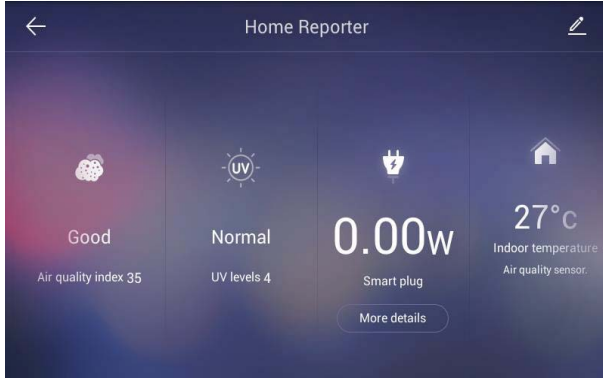 Home Reporter
UV
Good
Air quality index 35
Normal
UV levels 4
0.00W
Smart plug
More details
27°C
Indoor temperature
Air quality sensor.